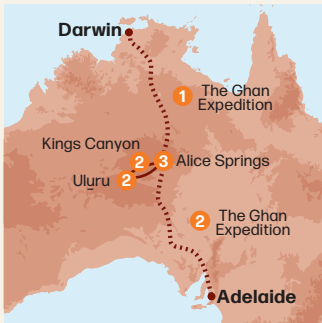 Darwin
1 The Ghan
Expedition
Kings Canyon
2 3 Alice Springs
Uluru 2
2 The Ghan
Expedition
Adelaide